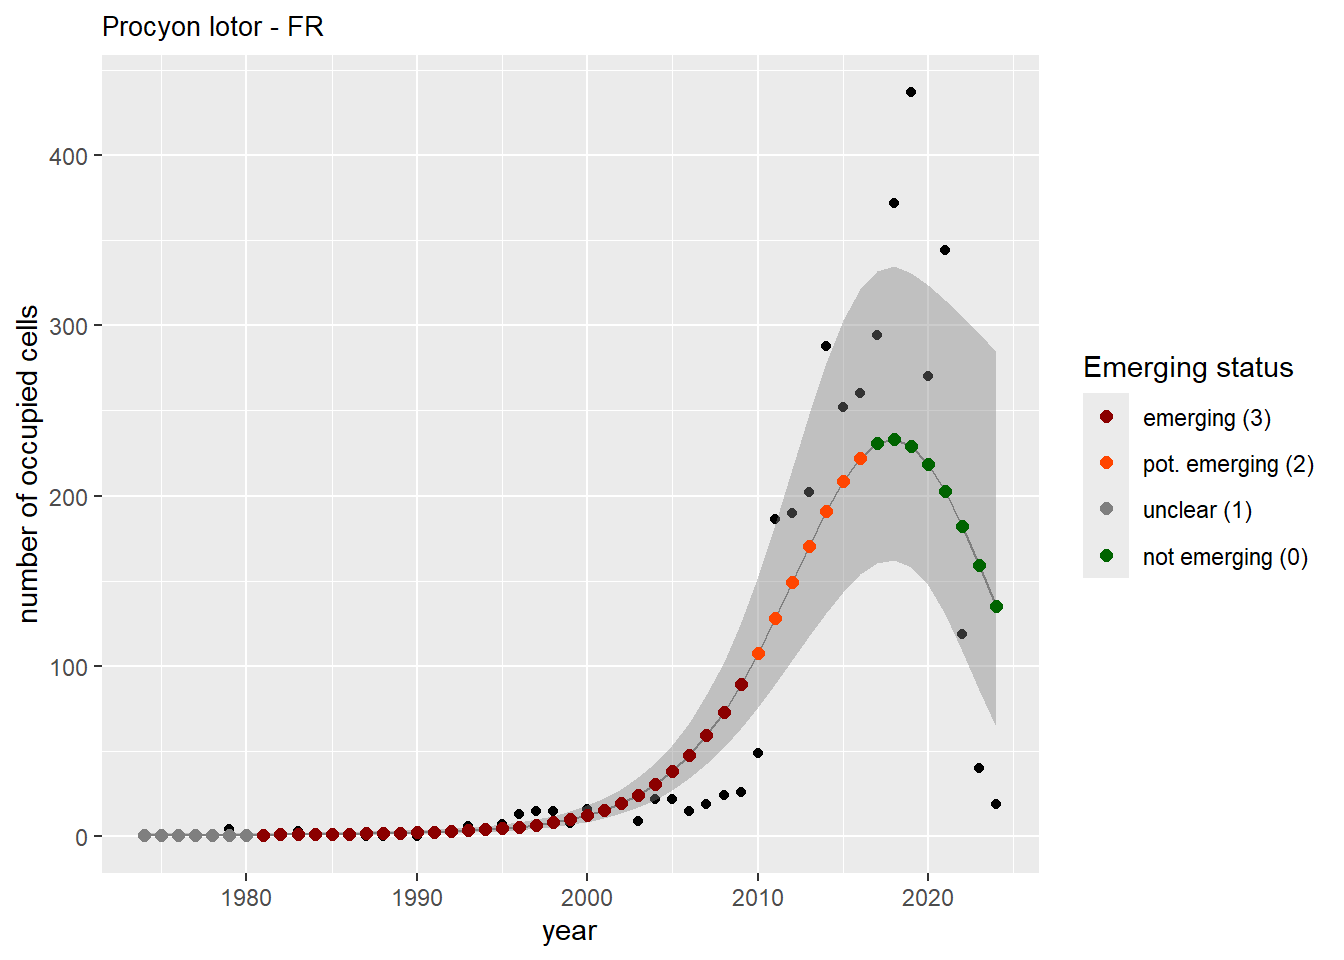 Procyon lotor - FR
400
300
200
100
0
number of occupied cells
1980
1990
2000
2010
2020
year
Emerging status
emerging (3)
pot. emerging (2)
unclear (1)
not emerging (0)